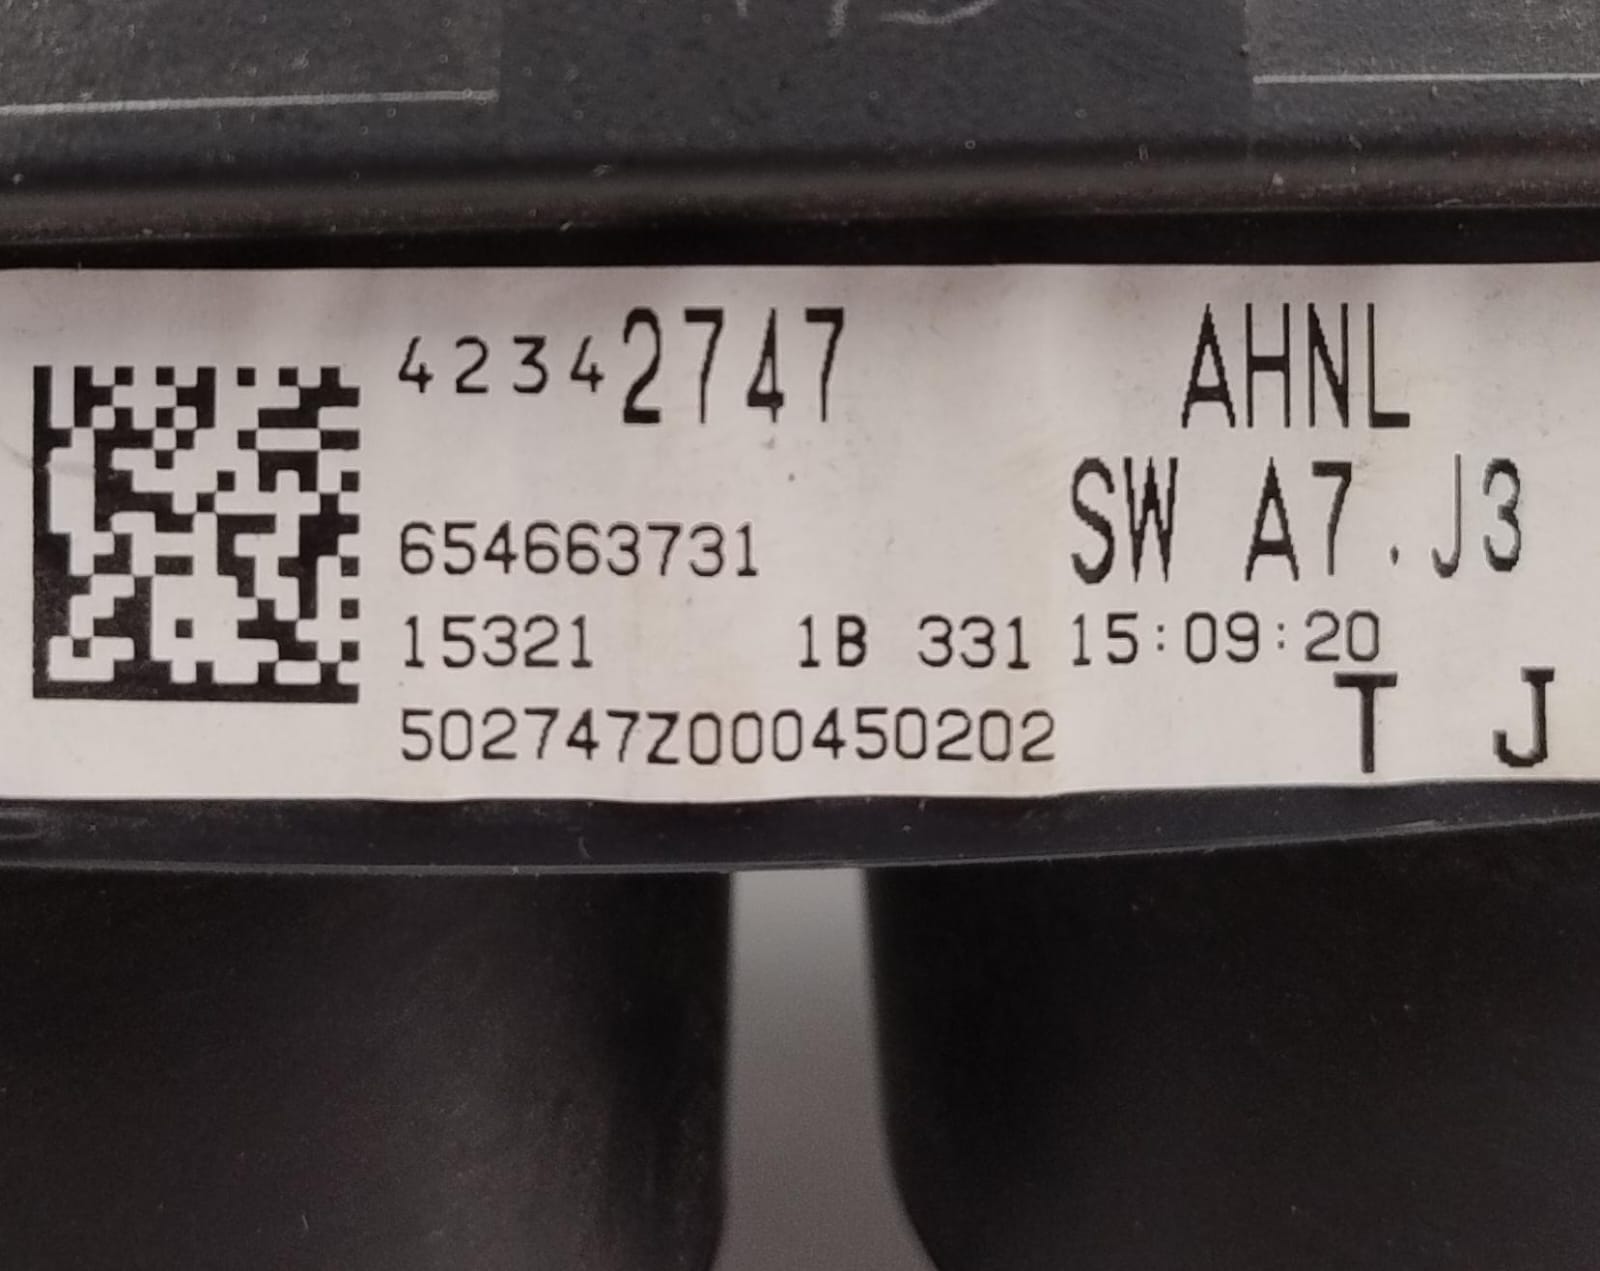 42342747 AHNL
SW A7.J3
654663731
15321 1B 331 15:09:20
502747Z000450202 T J